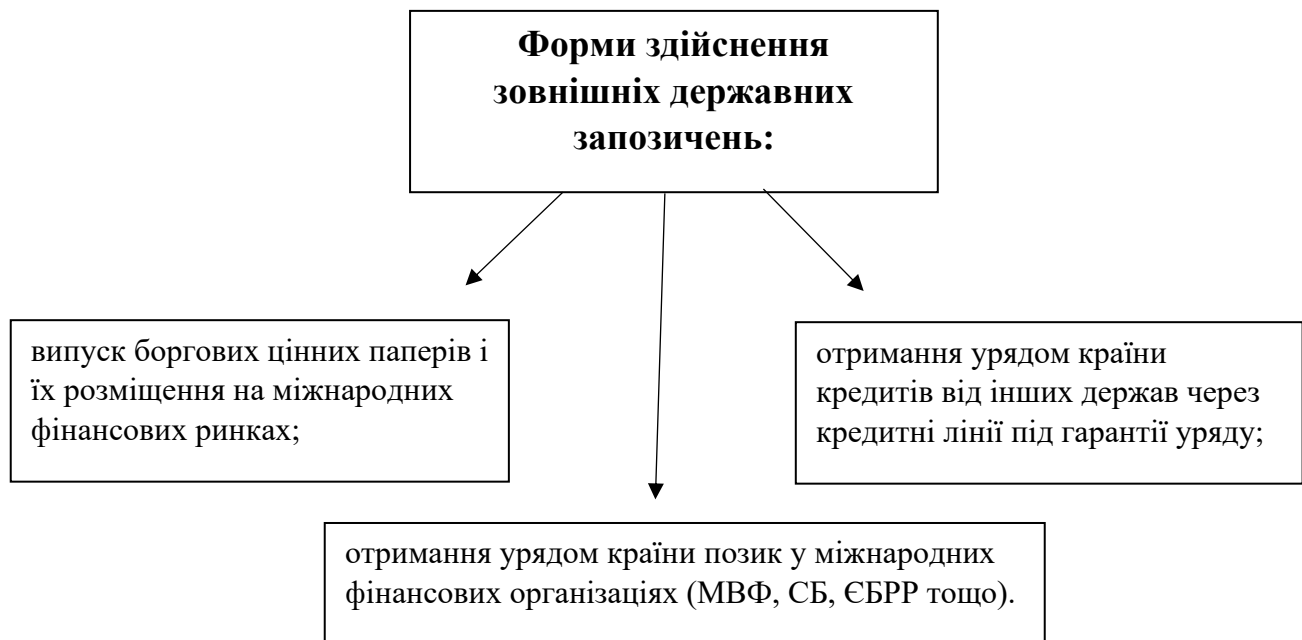 Форми здійснення
зовнішніх державних
запозичень:
випуск боргових цінних паперів і
їх розміщення на міжнародних
фінансових ринках;
отримання урядом країни
кредитів від інших держав через
кредитні лінії під гарантії уряду;
отримання урядом країни позик у міжнародних
фінансових організаціях (МВФ, СБ, ЄБРР тощо).